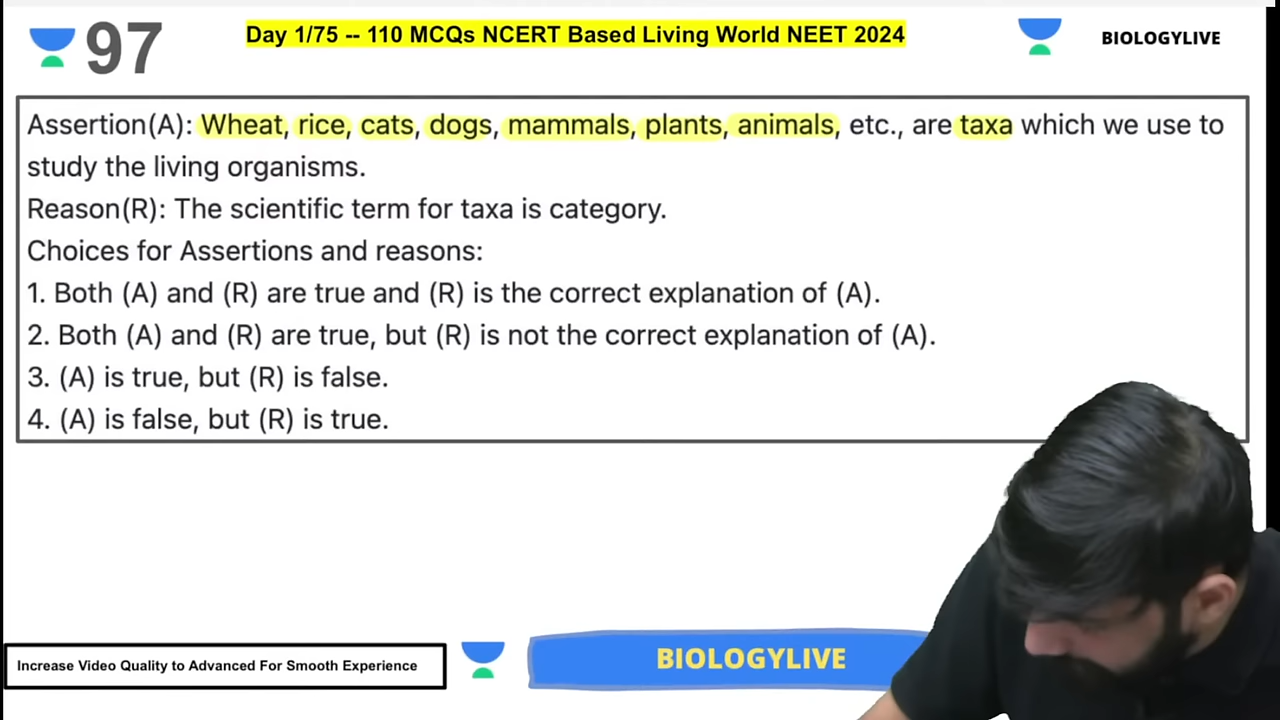 97
Day 1/75 -- 110 MCQs NCERT Based Living World NEET 2024
BIOLOGYLIVE
Assertion(A): Wheat, rice, cats, dogs, mammals, plants, animals, etc., are taxa which we use to
study the living organisms.
Reason(R): The scientific term for taxa is category.
Choices for Assertions and reasons:
1. Both (A) and (R) are true and (R) is the correct explanation of (A).
2. Both (A) and (R) are true, but (R) is not the correct explanation of (A).
3. (A) is true, but (R) is false.
4. (A) is false, but (R) is true.
Increase Video Quality to Advanced For Smooth Experience
BIOLOGYLIVE